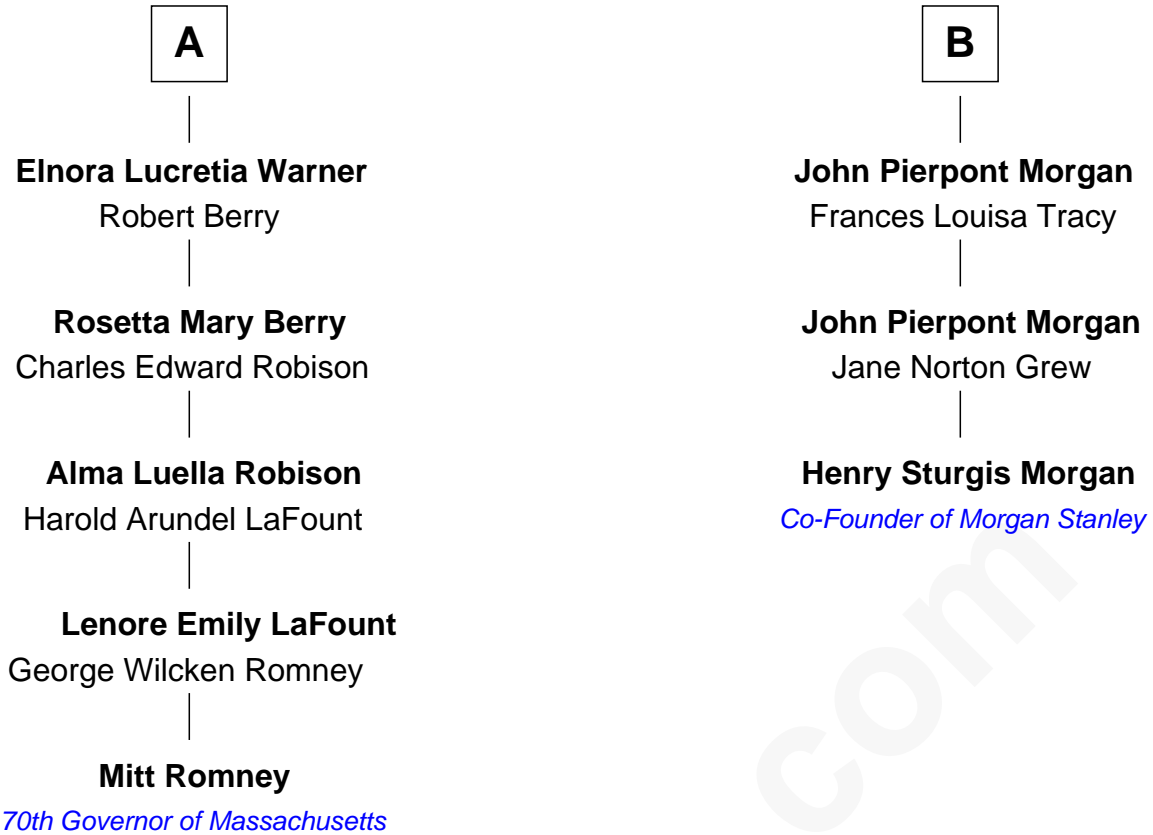 A
Elnora Lucretia Warner
Robert Berry
Rosetta Mary Berry
Charles Edward Robison
Alma Luella Robison
Harold Arundel LaFount
Lenore Emily LaFount
George Wilcken Romney
Mitt Romney
70th Governor of Massachusetts
B
John Pierpont Morgan
Frances Louisa Tracy
John Pierpont Morgan
Jane Norton Grew
Henry Sturgis Morgan
Co-Founder of Morgan Stanley
com